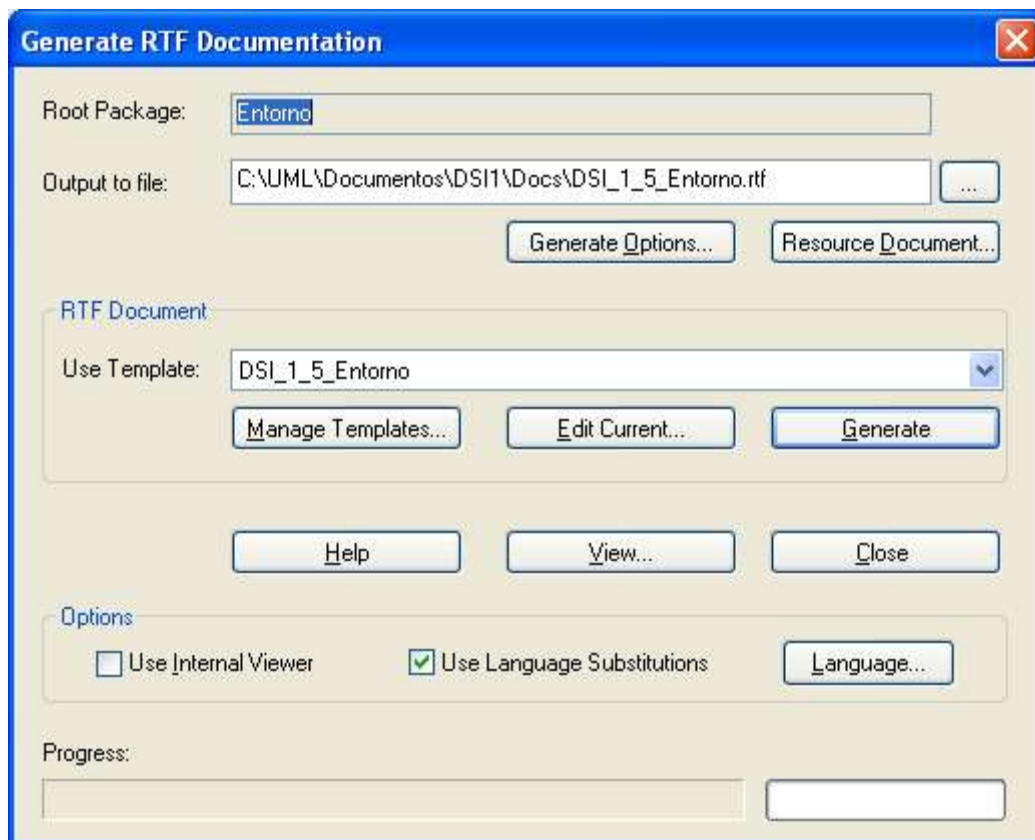 Generate RTF Documentation
Root Package: Entorno
Output to file: C:\UML\Documentos\DSI1\Docs\DSI_1_5_Entorno.rtf ...
Generate Options... Resource Document...
RTF Document
Use Template: DSI_1_5_Entorno
Manage Templates... Edit Current... Generate
Help View... Close
Options
Use Internal Viewer Use Language Substitutions Language...
Progress: